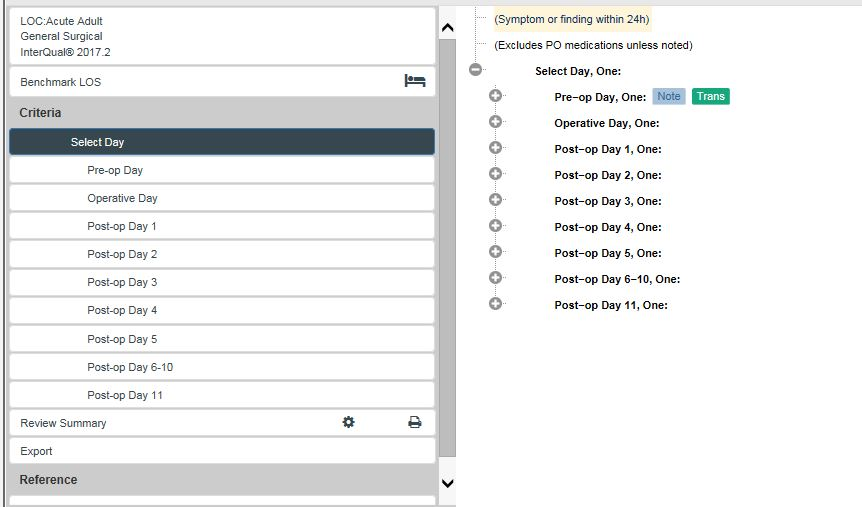 LOC:Acute Adult
General Surgical
InterQual® 2017.2
Benchmark LOS
Criteria
Select Day
Pre-op Day
Operative Day
Post-op Day 1
Post-op Day 2
Post-op Day 3
Post-op Day 4
Post-op Day 5
Post-op Day 6-10
Post-op Day 11
Review Summary
Export
Reference
(Symptom or finding within 24h)
(Excludes PO medications unless noted)
Select Day, One:
Pre-op Day, One: Note Trans
Operative Day, One:
Post-op Day 1, One:
Post-op Day 2, One:
Post-op Day 3, One:
Post-op Day 4, One:
Post-op Day 5, One:
Post-op Day 6-10, One:
Post-op Day 11, One: